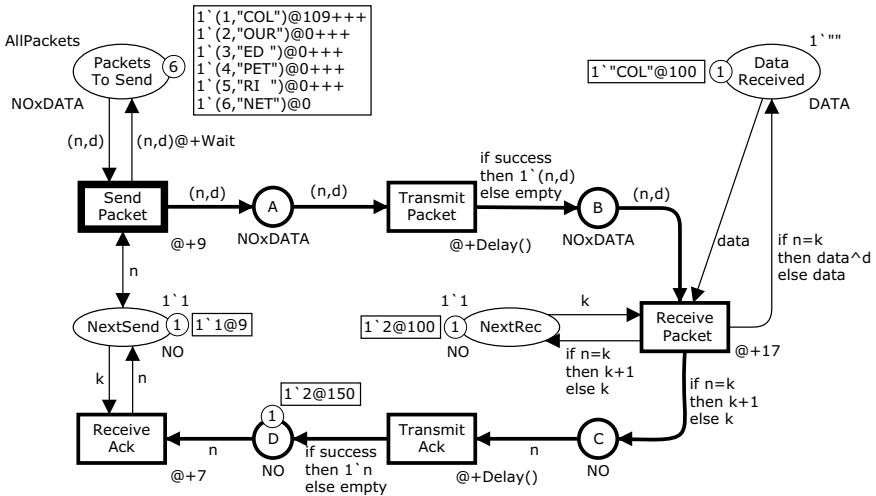 AllPackets
Packets
To Send
6
1`(1,"COL")@109+++
1`(2,"OUR")@0+++
1`(3,"ED ")@0+++
1`(4,"PET")@0+++
1`(5,"RI  ")@0+++
1`(6,"NET")@0
NOxDATA
1`""
1`"COL"@100
1
Data
Received
DATA
(n,d)
(n,d)@+Wait
Send
Packet
@+9
(n,d)
A
NOxDATA
(n,d)
Transmit
Packet
@+Delay()
if success
then 1`(n,d)
else empty
B
NOxDATA
(n,d)
data
if n=k
then data^d
else data
n
1`1
NextSend
1
1`1@9
NO
1`1
1`2@100
1
NextRec
NO
k
if n=k
then k+1
else k
Receive
Packet
@+17
k
n
Receive
Ack
@+7
n
1`2@150
1
D
NO
if success
then 1`n
else empty
Transmit
Ack
@+Delay()
n
C
NO
if n=k
then k+1
else k